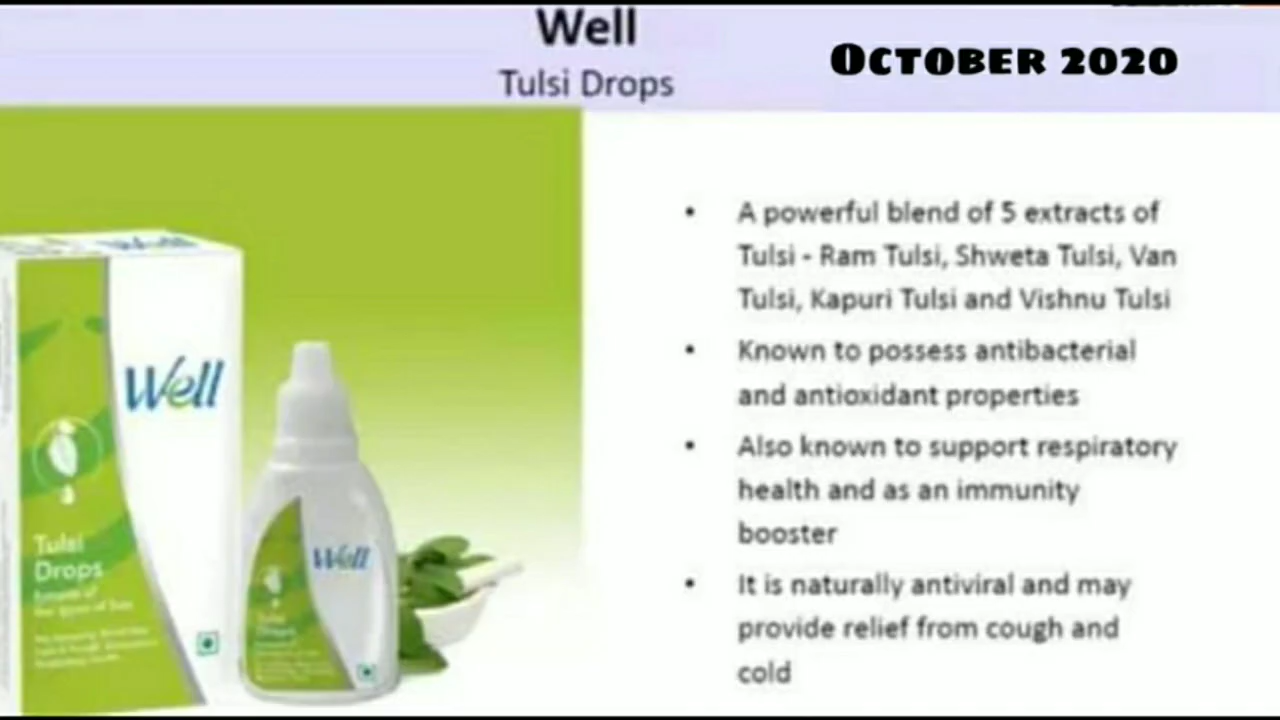 Well
Tulsi Drops
October 2020
• A powerful blend of 5 extracts of
Tulsi - Ram Tulsi, Shweta Tulsi, Van
Tulsi, Kapuri Tulsi and Vishnu Tulsi
• Known to possess antibacterial
and antioxidant properties
• Also known to support respiratory
health and as an immunity
booster
• It is naturally antiviral and may
provide relief from cough and
cold
Well
Well
Tulsi
Drops
Well
Tulsi
Drops